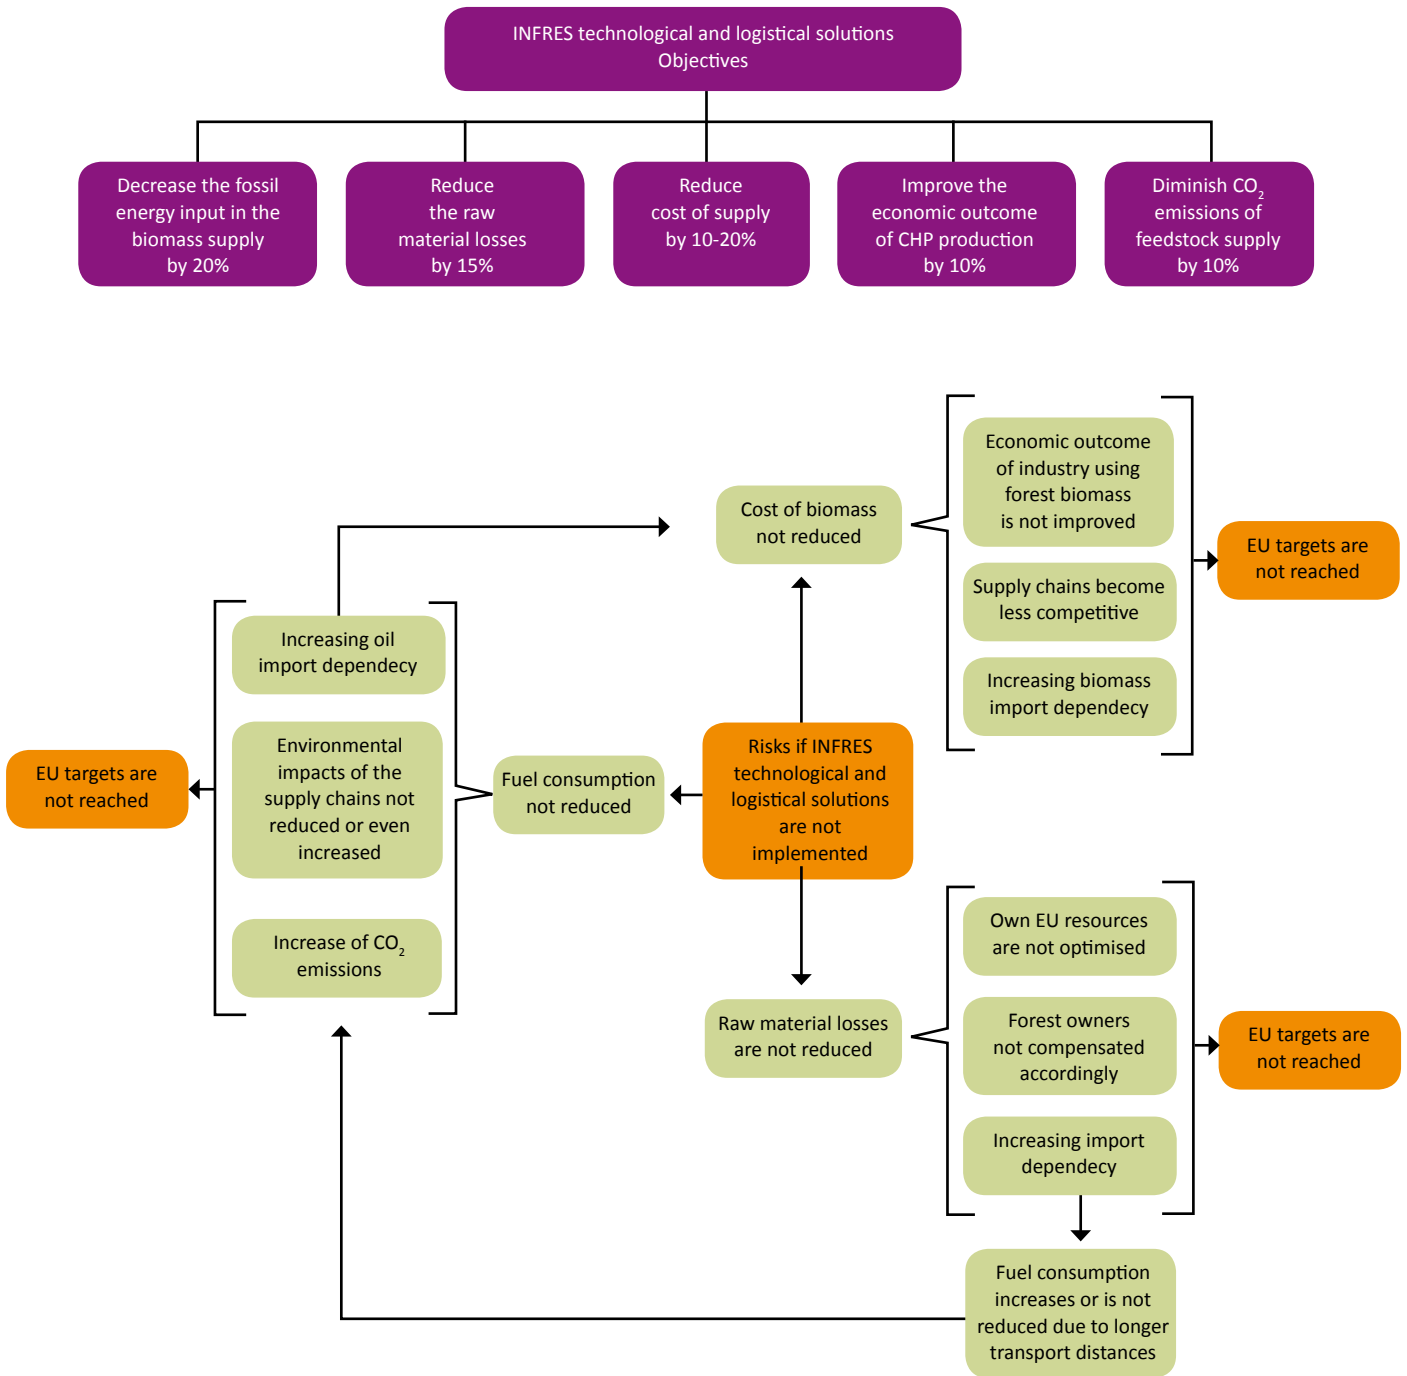 INFRES technological and logistical solutions
Objectives
Decrease the fossil
energy input in the
biomass supply
by 20%
Reduce
the raw
material losses
by 15%
Reduce
cost of supply
by 10-20%
Improve the
economic outcome
of CHP production
by 10%
Diminish CO₂
emissions of
feedstock supply
by 10%
Economic outcome
of industry using
forest biomass
is not improved
Cost of biomass
not reduced
EU targets are
not reached
Supply chains become
less competitive
Increasing oil
import dependecy
Increasing biomass
import dependecy
Environmental
impacts of the
supply chains not
reduced or even
increased
Risks if INFRES
technological and
logistical solutions
are not
implemented
EU targets are
not reached
Fuel consumption
not reduced
Own EU resources
are not optimised
Increase of CO₂
emissions
Raw material losses
are not reduced
Forest owners
not compensated
accordingly
EU targets are
not reached
Increasing import
dependecy
Fuel consumption
increases or is not
reduced due to longer
transport distances